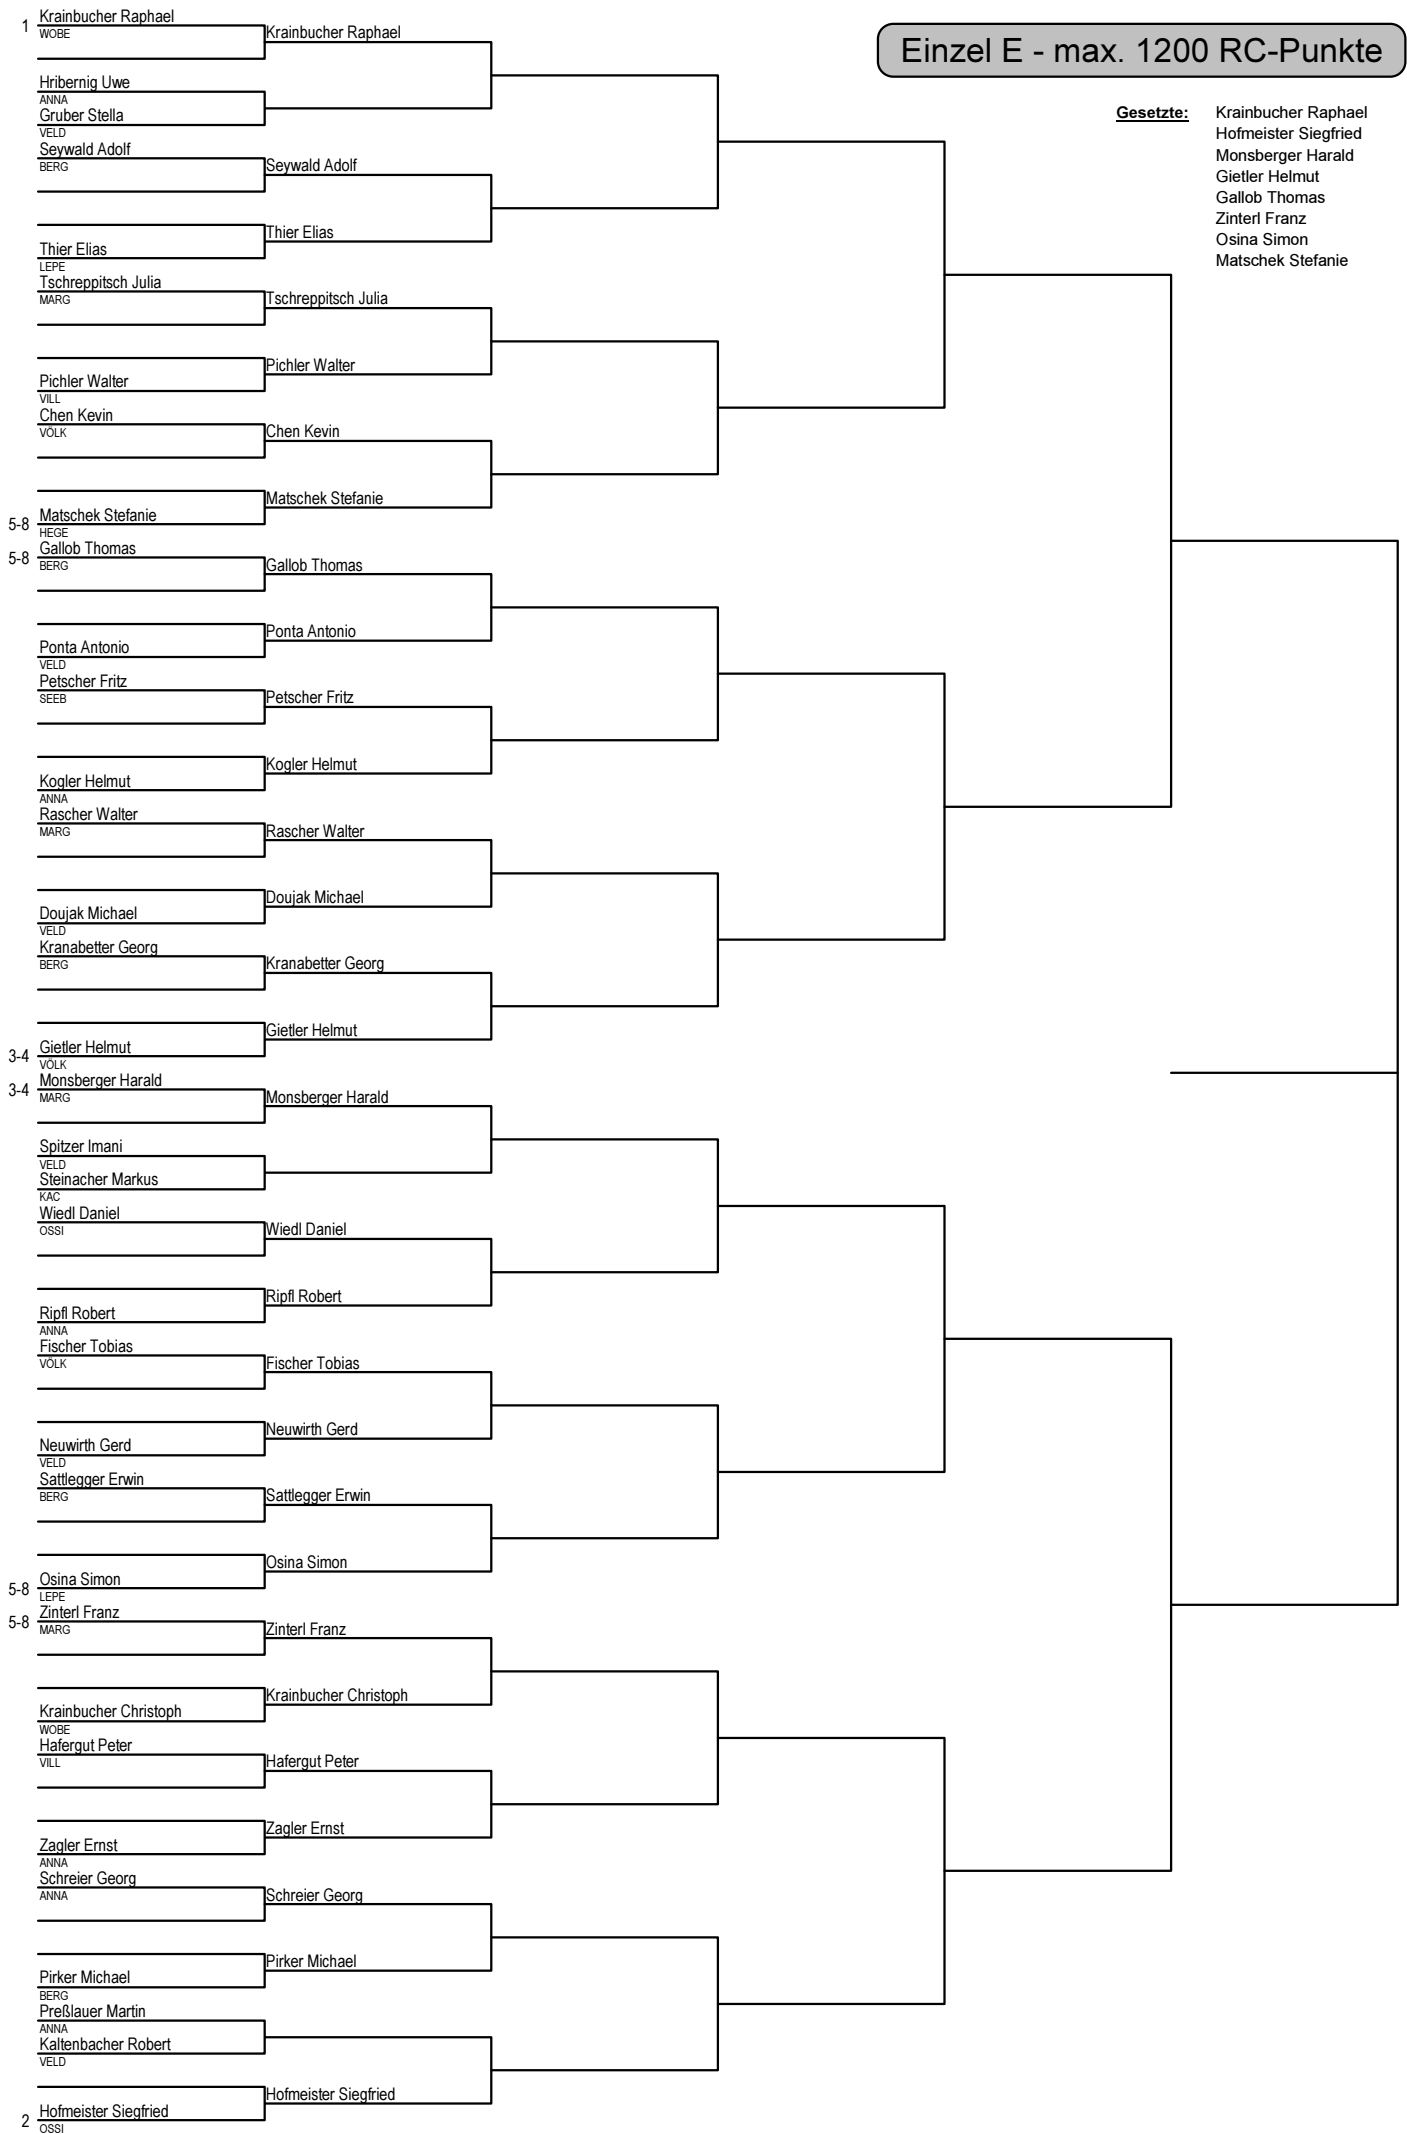 Einzel E - max. 1200 RC-Punkte
Gesetzte: Krainbucher Raphael
Hofmeister Siegfried
Monsberger Harald
Gietler Helmut
Gallob Thomas
Zinterl Franz
Osina Simon
Matschek Stefanie
1 Krainbucher Raphael
WOBE
Krainbucher Raphael
Hribernig Uwe
ANNA
Gruber Stella
VELD
Seywald Adolf
BERG
Seywald Adolf
Thier Elias
Thier Elias
LEPE
Tschreppitsch Julia
MARG
Tschreppitsch Julia
Pichler Walter
Pichler Walter
VILL
Chen Kevin
VÖLK
Chen Kevin
Matschek Stefanie
5-8 Matschek Stefanie
HEGE
5-8 Gallob Thomas
BERG
Gallob Thomas
Ponta Antonio
Ponta Antonio
VELD
Petscher Fritz
SEEB
Petscher Fritz
Kogler Helmut
Kogler Helmut
ANNA
Rascher Walter
MARG
Rascher Walter
Doujak Michael
Doujak Michael
VELD
Kranabetter Georg
BERG
Kranabetter Georg
Gietler Helmut
3-4 Gietler Helmut
VÖLK
3-4 Monsberger Harald
MARG
Monsberger Harald
Spitzer Imani
VELD
Steinacher Markus
KAC
Wiedl Daniel
OSSI
Wiedl Daniel
Ripfl Robert
Ripfl Robert
ANNA
Fischer Tobias
VÖLK
Fischer Tobias
Neuwirth Gerd
Neuwirth Gerd
VELD
Sattlegger Erwin
BERG
Sattlegger Erwin
Osina Simon
5-8 Osina Simon
LEPE
5-8 Zinterl Franz
MARG
Zinterl Franz
Krainbucher Christoph
Krainbucher Christoph
WOBE
Hafergut Peter
VILL
Hafergut Peter
Zagler Ernst
Zagler Ernst
ANNA
Schreier Georg
ANNA
Schreier Georg
Pirker Michael
Pirker Michael
BERG
Preßlauer Martin
ANNA
Kaltenbacher Robert
VELD
Hofmeister Siegfried
2 Hofmeister Siegfried
OSSI